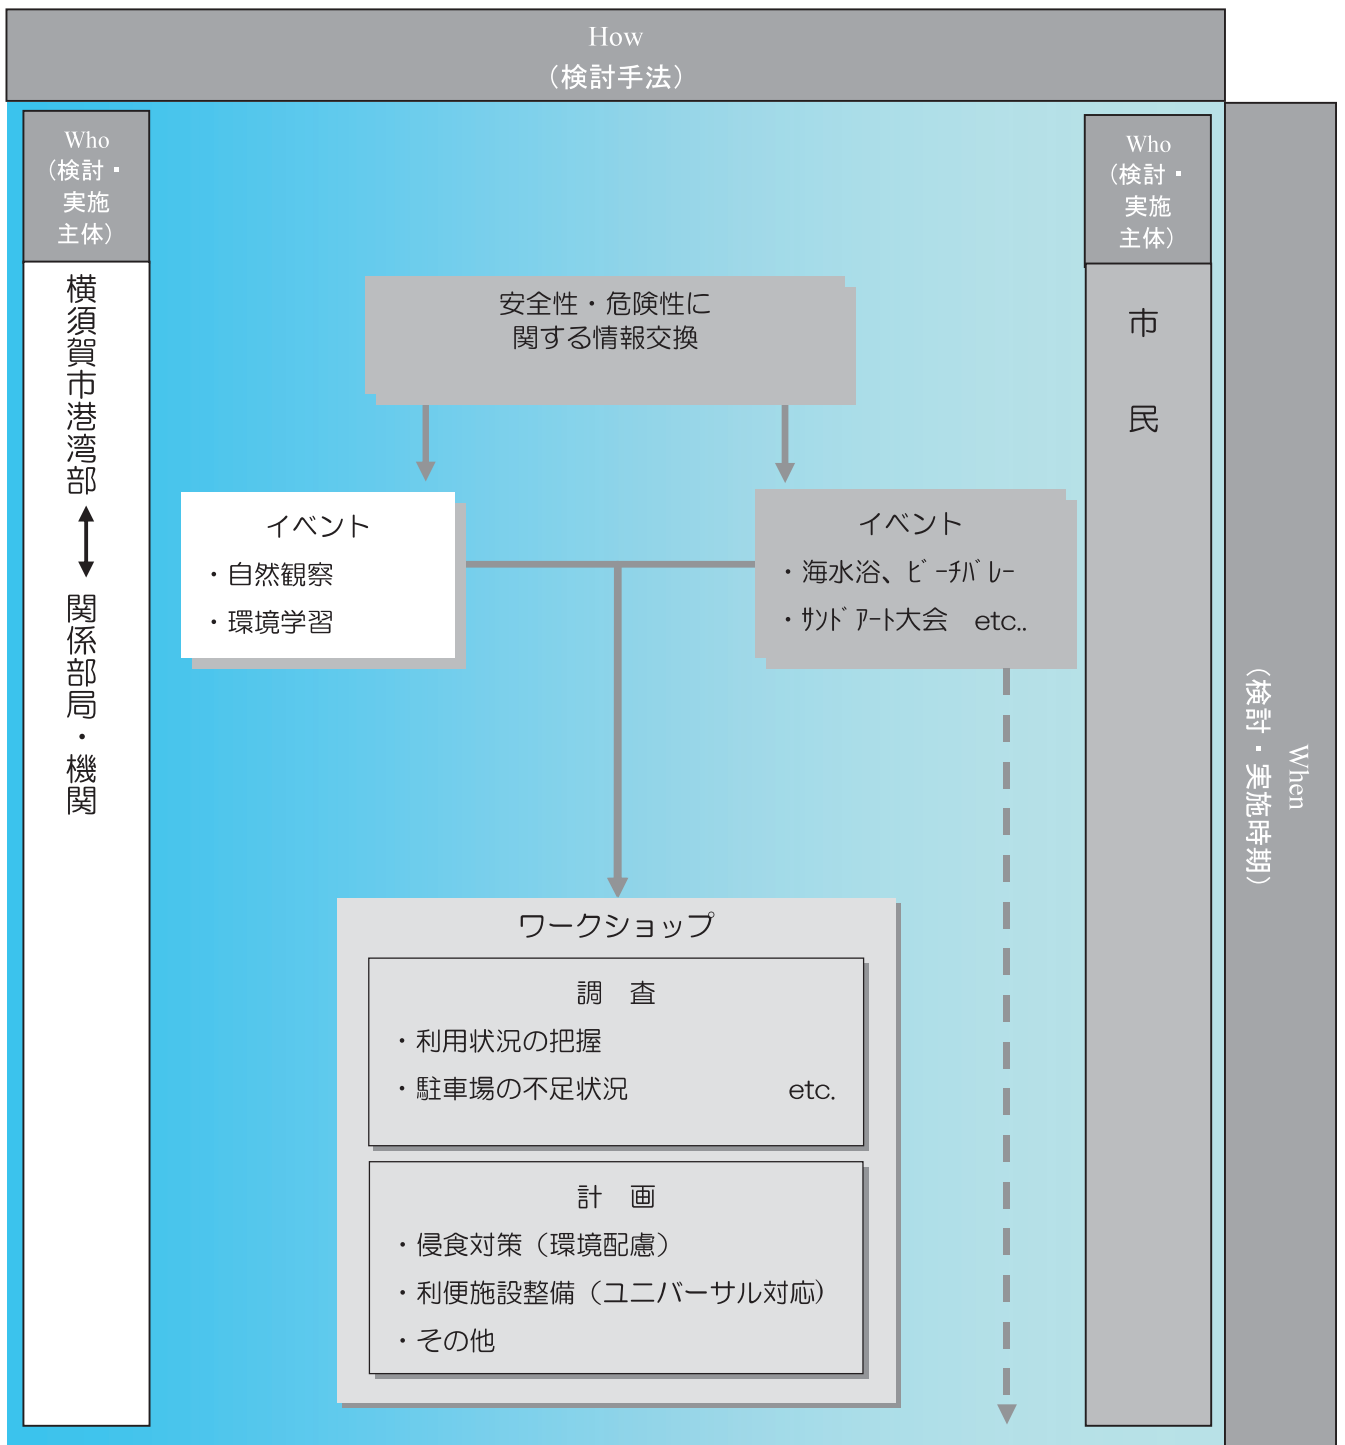 How
（検討手法）
Who
（検討・
実施
主体）
横須賀市港湾部
関係部局・機関
安全性・危険性に
関する情報交換
イベント
・自然観察
・環境学習
イベント
・海水浴、ﾋﾞｰﾁﾊﾞﾚｰ
・ｻﾝﾄﾞｱｰﾄ大会　etc..
ワークショップ
調　査
・利用状況の把握
・駐車場の不足状況　etc.
計　画
・侵食対策（環境配慮）
・利便施設整備（ユニバーサル対応)
・その他
Who
（検討・
実施
主体）
市
民
When
（検討・実施時期）